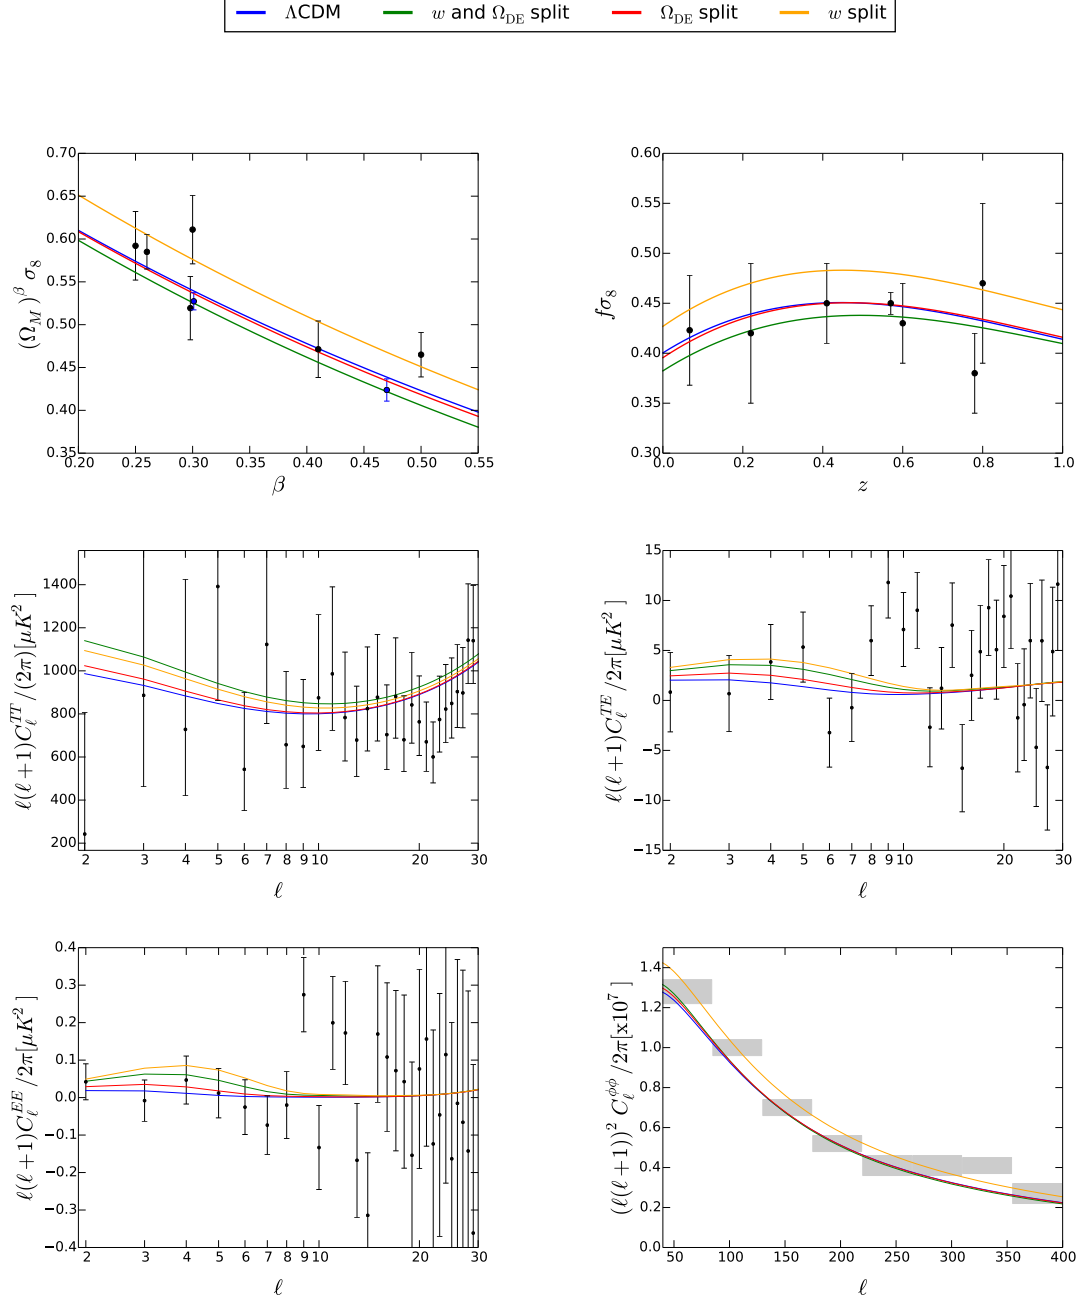 ΛCDM
w and Ω_DE split
Ω_DE split
w split
0.70
0.65
0.60
0.55
0.50
0.45
0.40
0.35
(Ω_M)^β σ_8
0.20 0.25 0.30 0.35 0.40 0.45 0.50 0.55
β
0.60
0.55
0.50
0.45
0.40
0.35
0.30
fσ_8
0.0 0.2 0.4 0.6 0.8 1.0
z
1400
1200
1000
800
600
400
200
ℓ(ℓ+1)C_ℓ^{TT}/(2π)[μK^2]
2 3 4 5 6 7 8 9 10 20 30
ℓ
15
10
5
0
−5
−10
−15
ℓ(ℓ+1)C_ℓ^{TE}/2π[μK^2]
2 3 4 5 6 7 8 9 10 20 30
ℓ
0.4
0.3
0.2
0.1
0.0
−0.1
−0.2
−0.3
−0.4
ℓ(ℓ+1)C_ℓ^{EE}/2π[μK^2]
2 3 4 5 6 7 8 9 10 20 30
ℓ
1.4
1.2
1.0
0.8
0.6
0.4
0.2
0.0
(ℓ(ℓ+1))^2 C_ℓ^{ϕϕ}/2π[x10^7]
50 100 150 200 250 300 350 400
ℓ